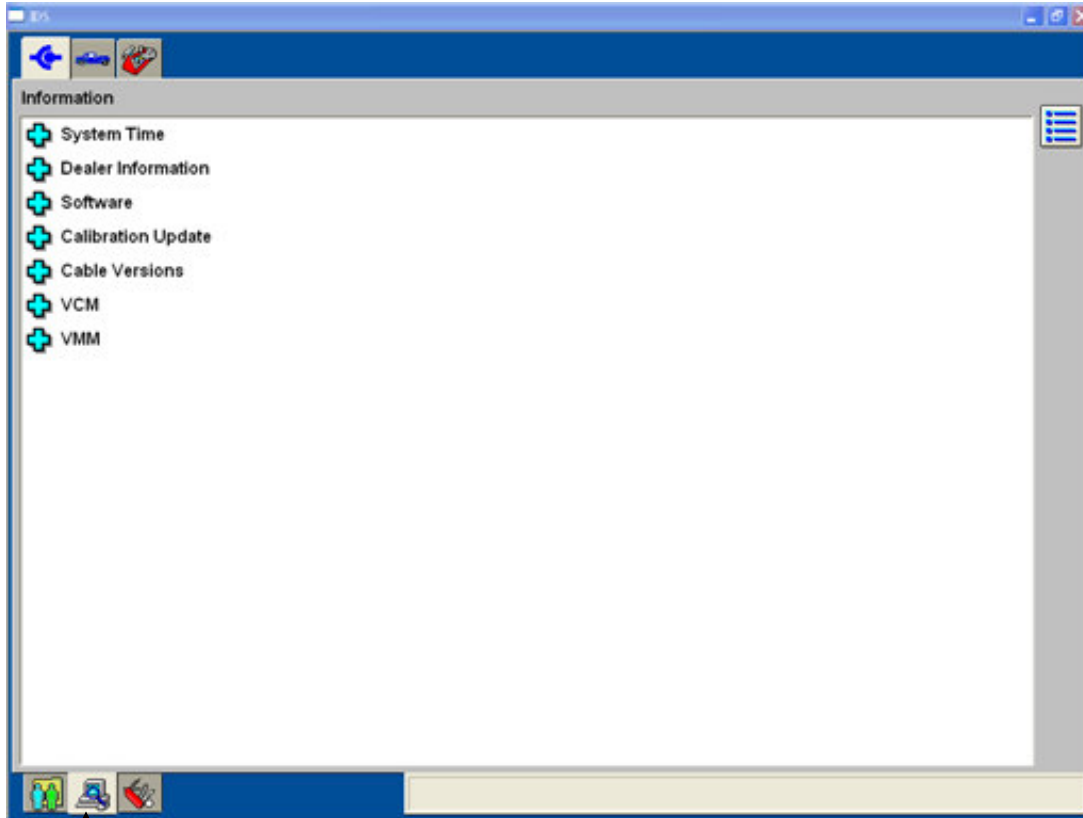 IDS
Information
System Time
Dealer Information
Software
Calibration Update
Cable Versions
VCM
VMM